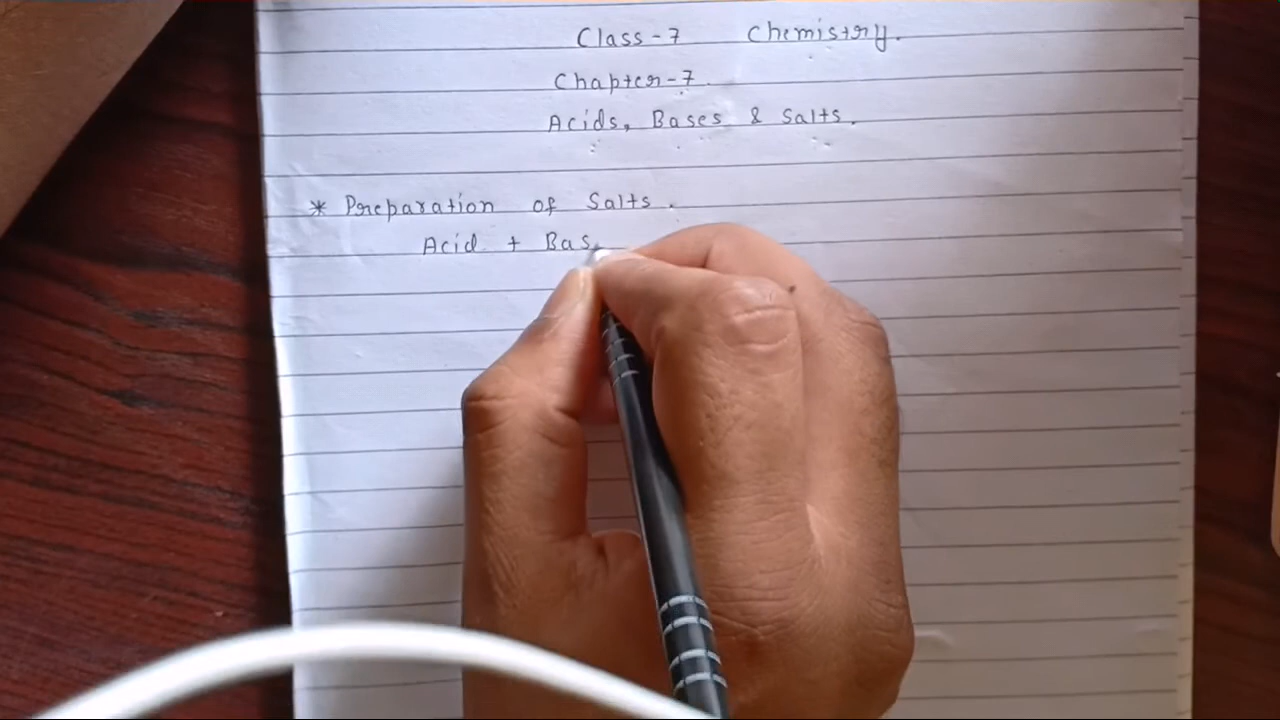 Class-7 Chemistry.
Chapter-7
Acids, Bases & Salts.
* Preparation of Salts.
Acid + Bas